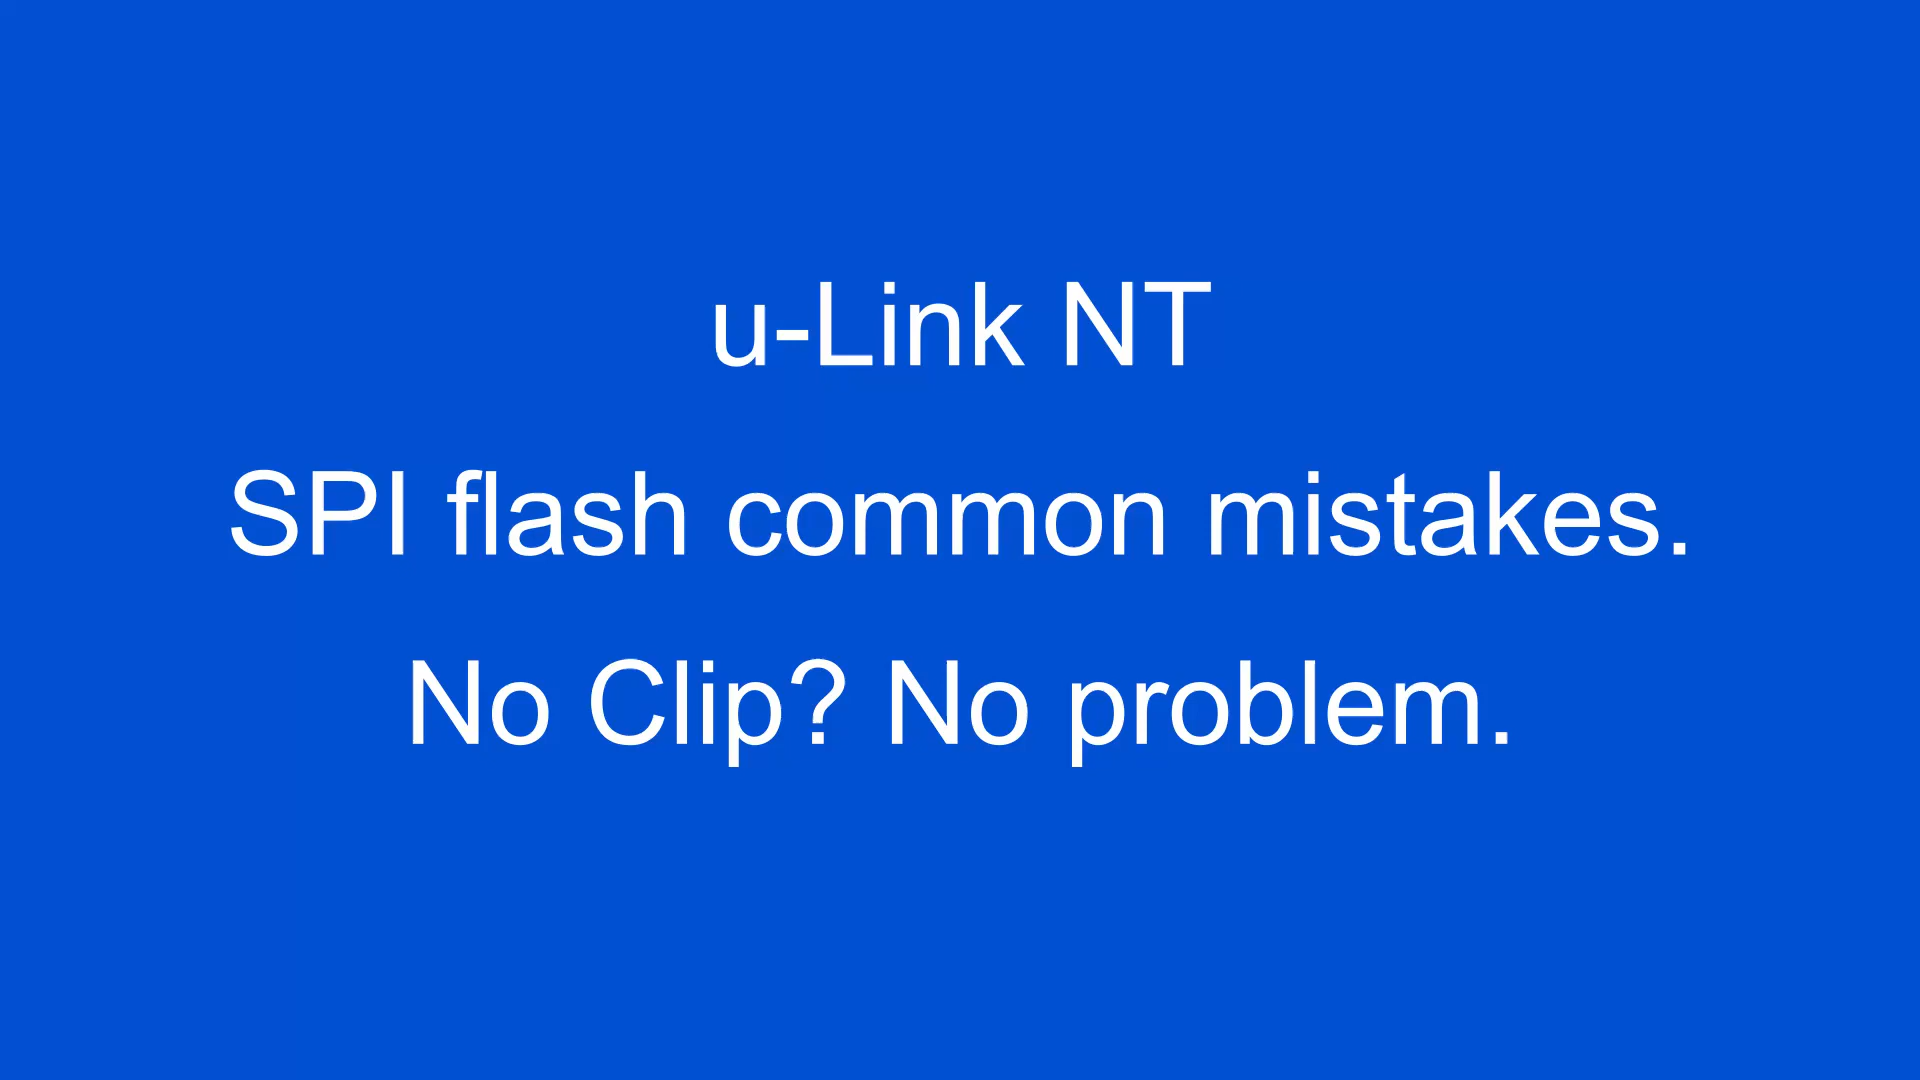 u-Link NT
SPI flash common mistakes.
No Clip? No problem.